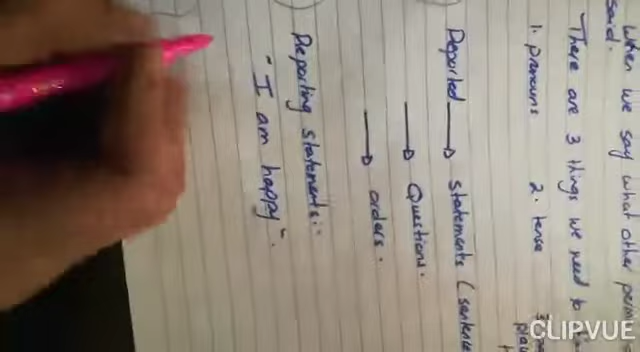 When we say what other
said.
There are 3 things we need to
1. pronouns 2. tense
Reported → Statements (sentence
→ Questions.
→ orders.
Reporting statements:-
"I am happy".
CLIPVUE